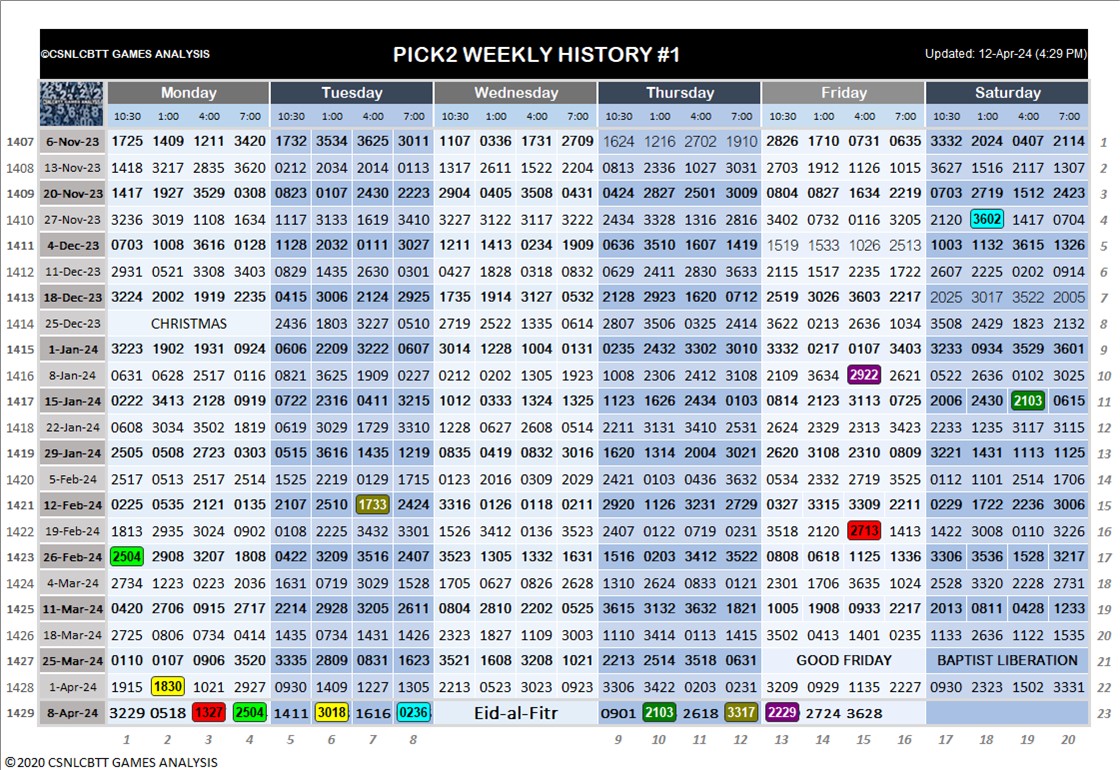 ©CSNLCBTT GAMES ANALYSIS PICK2 WEEKLY HISTORY #1 Updated: 12-Apr-24 (4:29 PM)
Monday Tuesday Wednesday Thursday Friday Saturday
10:30 1:00 4:00 7:00 10:30 1:00 4:00 8:00 10:30 1:00 4:00 7:00 10:30 1:00 4:00 7:00 10:30 1:00 4:00 7:00 10:30 1:00 4:00 7:00
1407 6-Nov-23 1725 1409 1211 3420 1732 3534 3625 3011 1107 0336 1731 2709 1624 1216 2702 1910 2826 1710 0731 0635 3332 2024 0407 2114 1
1408 13-Nov-23 1418 3217 2835 3620 0212 2034 2014 0113 1317 2611 1522 2204 0813 2336 1027 3031 2703 1912 1126 1015 3627 1516 2117 1307 2
1409 20-Nov-23 1417 1927 3529 0308 0823 0107 2430 2223 2904 0405 3508 0431 0424 2827 2501 3009 0804 0827 1634 2219 0703 2719 1512 2423 3
1410 27-Nov-23 3236 3019 1108 1634 1117 3133 1619 3410 3227 3122 3117 3222 2434 3328 1316 2816 3402 0732 0116 3205 2120 3602 1417 0704 4
1411 4-Dec-23 0703 1008 3616 0128 1128 2032 0111 3027 1211 1413 0234 1909 0636 3510 1607 1419 1519 1533 1026 2513 1003 1132 3615 1326 5
1412 11-Dec-23 2931 0521 3308 3403 0829 1435 2630 0301 0427 1828 0318 0832 0629 2411 2830 3633 2115 1517 2235 1722 2607 2225 0202 0914 6
1413 18-Dec-23 3224 2002 1919 2235 0415 3006 2124 2925 1735 1914 3127 0532 2128 2923 1620 0712 2519 3026 3603 2217 2025 3017 3522 2005 7
1414 25-Dec-23 CHRISTMAS 2436 1803 3227 0510 2719 2522 1335 0614 2807 3506 0325 2414 3622 0213 2636 1034 3508 2429 1823 2132 8
1415 1-Jan-24 3223 1902 1931 0924 0606 2209 3222 0607 3014 1228 1004 0131 0235 2432 3302 3010 3332 0217 0107 3403 3233 0934 3529 3601 9
1416 8-Jan-24 0631 0628 2517 0116 0821 3625 1909 0227 0212 0202 1305 1923 1008 2306 2412 3108 2109 3634 2922 2621 0522 2636 0102 3025 10
1417 15-Jan-24 0222 3413 2128 0919 0722 2316 0411 3215 1012 0333 1324 1325 1123 1626 2434 0103 0814 2123 3113 0725 2006 2430 2103 0615 11
1418 22-Jan-24 0608 3034 3502 1819 0619 3029 1729 3310 1228 0627 2608 0514 2211 3131 3410 2531 2624 2329 2313 3413 2233 1235 3117 3115 12
1419 29-Jan-24 2505 0508 2723 0303 0515 3616 1435 1219 0835 0419 0832 3016 1620 1314 2004 3021 2620 3108 2310 0809 3221 1431 1113 1125 13
1420 5-Feb-24 2517 0513 2517 2514 1525 2219 0129 1715 0123 2016 0309 2029 2421 0103 0436 3632 0534 2332 2719 3525 0112 1101 2514 1706 14
1421 12-Feb-24 0225 0535 2121 0135 2107 2510 1733 2424 3316 0126 0118 0211 2920 1126 3231 2729 0327 3315 3309 2211 0229 1722 2236 3006 15
1422 19-Feb-24 1813 2935 3024 0902 0108 2225 3432 3301 1526 3412 0136 3523 2407 0122 0719 0231 3518 2120 2713 1413 1422 3008 0110 3226 16
1423 26-Feb-24 2504 2908 3207 1808 0422 3209 3516 2407 3523 1305 1332 1631 1516 0203 3412 3522 0808 1018 1125 1336 3306 3536 1528 3217 17
1424 4-Mar-24 2734 1223 0223 2036 1631 0719 3029 1528 1705 0627 0826 2628 1310 2624 0833 0121 2301 1706 3635 1024 2528 3320 2228 2731 18
1425 11-Mar-24 0420 2706 0915 2717 2214 2928 3205 2611 0804 2810 2202 0525 3615 3132 3632 1821 1005 1908 0933 2217 2013 0811 0428 1233 19
1426 18-Mar-24 2725 0806 0734 0414 1435 0734 1431 1426 2323 1827 1109 3003 1110 3414 0113 1415 3502 0413 1401 0235 1133 2636 1122 1535 20
1427 25-Mar-24 0110 0107 0906 3520 3335 2809 0831 1623 3521 1608 3208 1021 2213 2514 3518 0631 GOOD FRIDAY BAPTIST LIBERATION 21
1428 1-Apr-24 1915 1830 1021 2927 0930 1409 1227 1305 2213 0523 3023 0923 3306 3422 0203 0231 3209 0929 1135 2227 0930 2323 1502 3331 22
1429 8-Apr-24 3229 0518 1327 2504 1411 3018 1616 0236 Eid-al-Fitr 0901 2103 2618 3317 2229 2724 3628 23
1 2 3 4 5 6 7 8 9 10 11 12 13 14 15 16 17 18 19 20
©2020 CSNLCBTT GAMES ANALYSIS